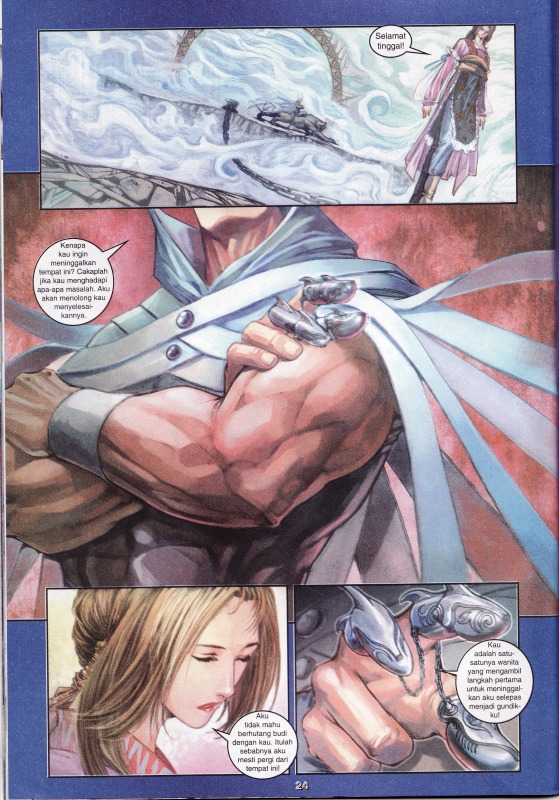 Selamat
tinggal!
Kenapa
kau ingin
meninggalkan
tempat ini? Cakaplah
jika kau menghadapi
apa-apa masalah. Aku
akan menolong kau
menyelesai-
kannya.
Aku
tidak mahu
berhutang budi
dengan kau. Itulah
sebabnya aku
mesti pergi dari
tempat ini!
Kau
adalah satu-
satunya wanita
yang mengambil
langkah pertama
untuk meninggal-
kan aku selepas
menjadi gundik-
ku!
24